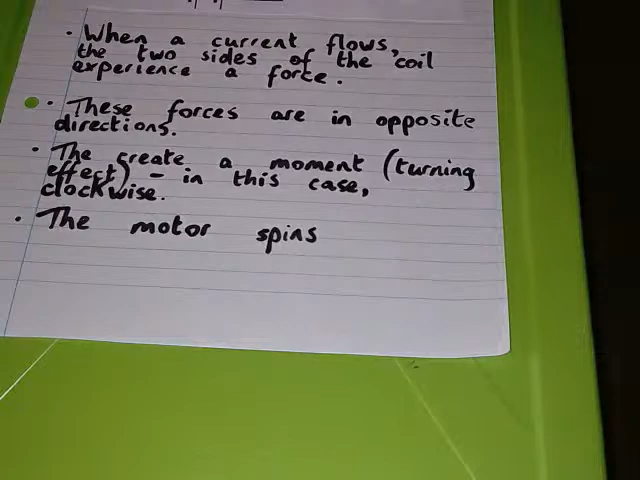 • When a current flows,
the two sides of the coil
experience a force.
• These forces are in opposite
directions.
• The create a moment (turning
effect) - in this case,
clockwise.
• The motor spins